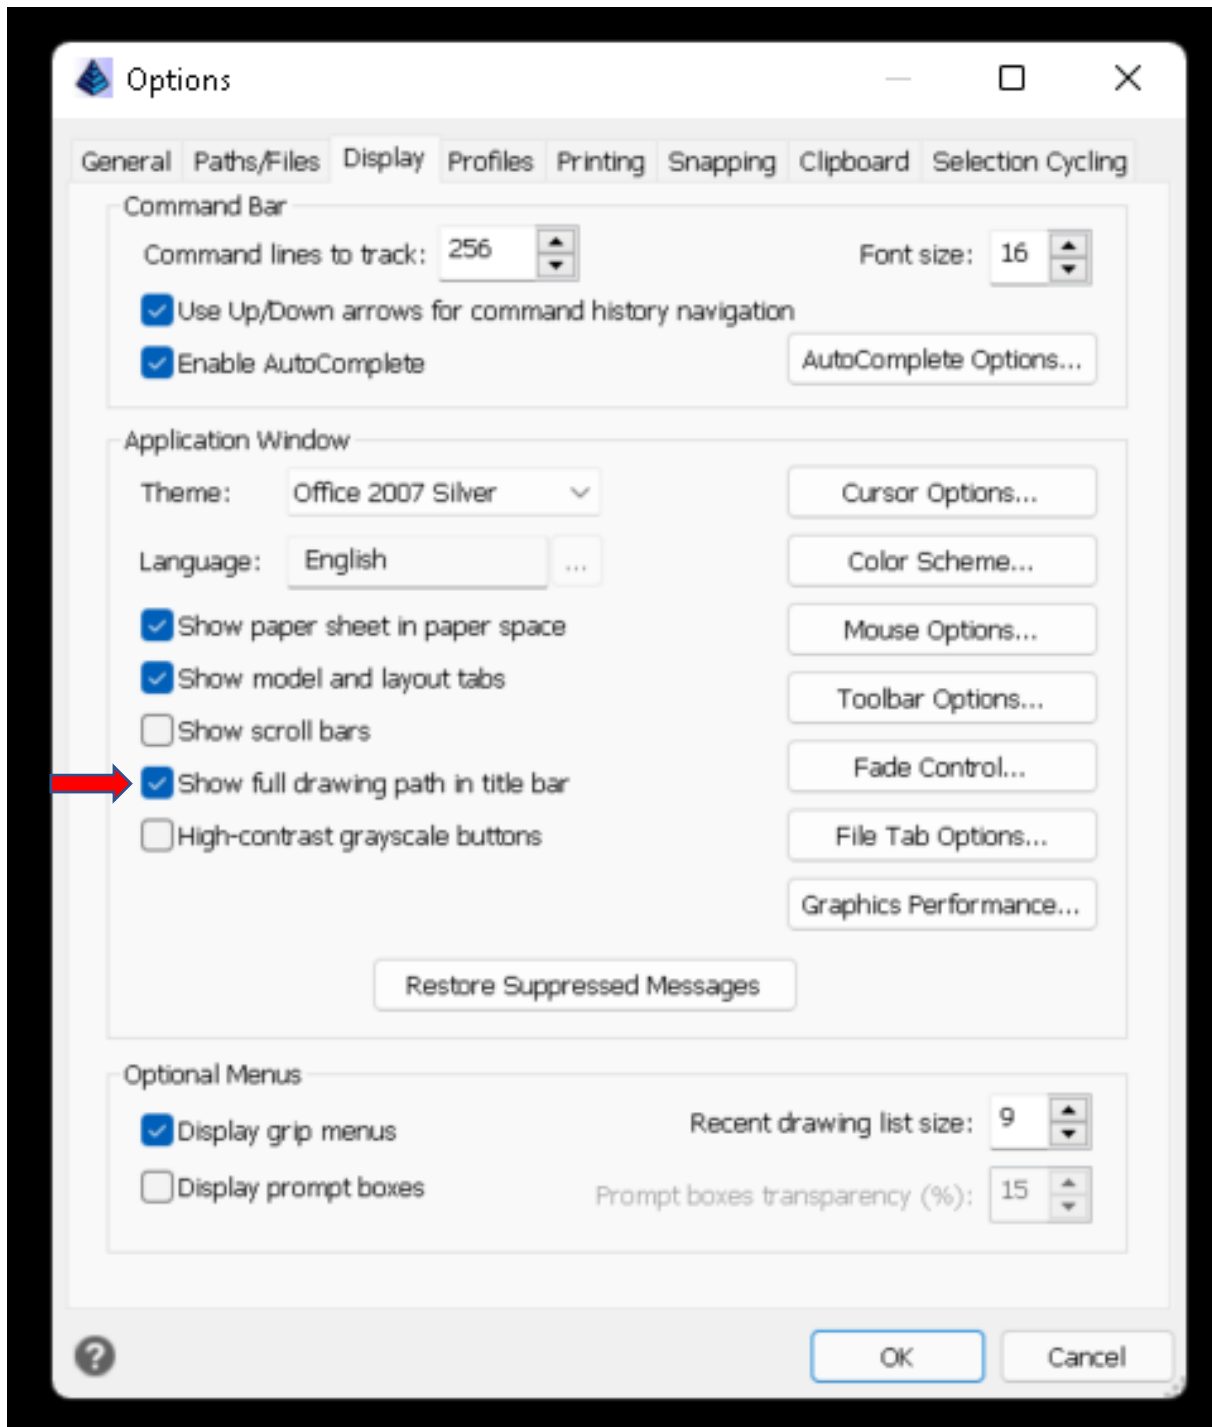 Options
General Paths/Files Display Profiles Printing Snapping Clipboard Selection Cycling
Command Bar
Command lines to track: 256 Font size: 16
Use Up/Down arrows for command history navigation
Enable AutoComplete AutoComplete Options...
Application Window
Theme: Office 2007 Silver Cursor Options...
Language: English ... Color Scheme...
Show paper sheet in paper space Mouse Options...
Show model and layout tabs Toolbar Options...
Show scroll bars
Show full drawing path in title bar Fade Control...
High-contrast grayscale buttons File Tab Options...
Graphics Performance...
Restore Suppressed Messages
Optional Menus
Display grip menus Recent drawing list size: 9
Display prompt boxes Prompt boxes transparency (%): 15
? OK Cancel